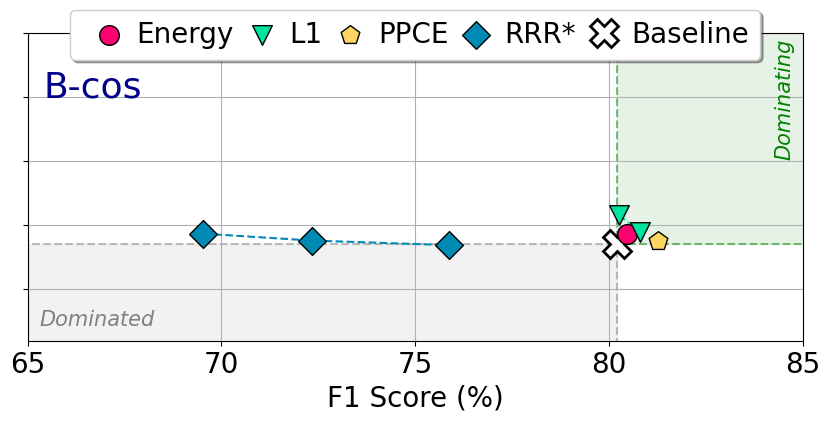 Energy L1 PPCE RRR* Baseline
B-cos
Dominating
Dominated
65 70 75 80 85
F1 Score (%)